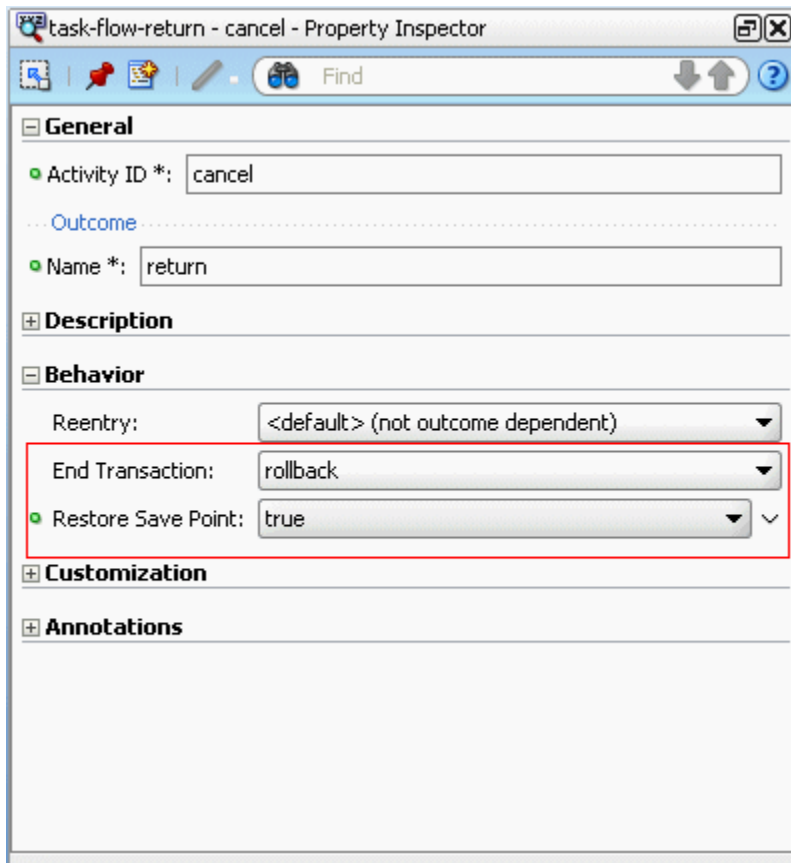 task-flow-return - cancel - Property Inspector
Find
General
Activity ID *: cancel
Outcome
Name *: return
Description
Behavior
Reentry: <default> (not outcome dependent)
End Transaction: rollback
Restore Save Point: true
Customization
Annotations